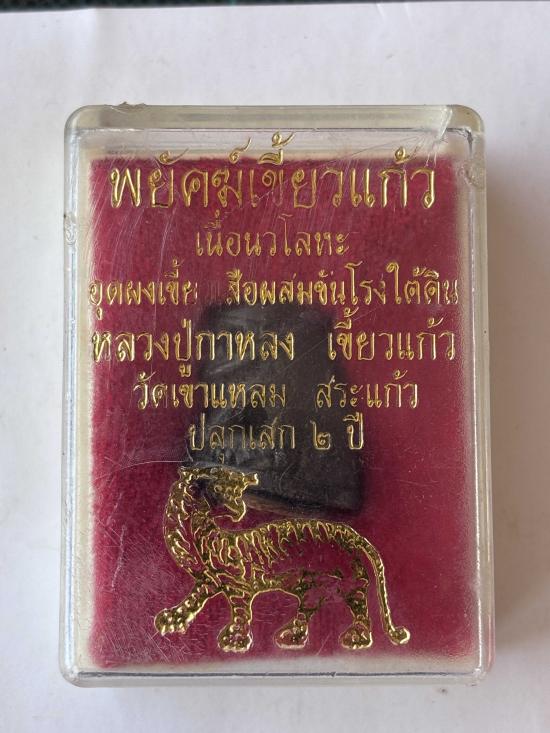 พยัคฆ์เขี้ยวแก้ว
เนื้อนวโลหะ
อุดผงเขี้ย เสือผสมชันโรงใต้ดิน
หลวงปู่กาหลง เขี้ยวแก้ว
วัดเขาแหลม สระแก้ว
ปลุกเสก ๒ ปี